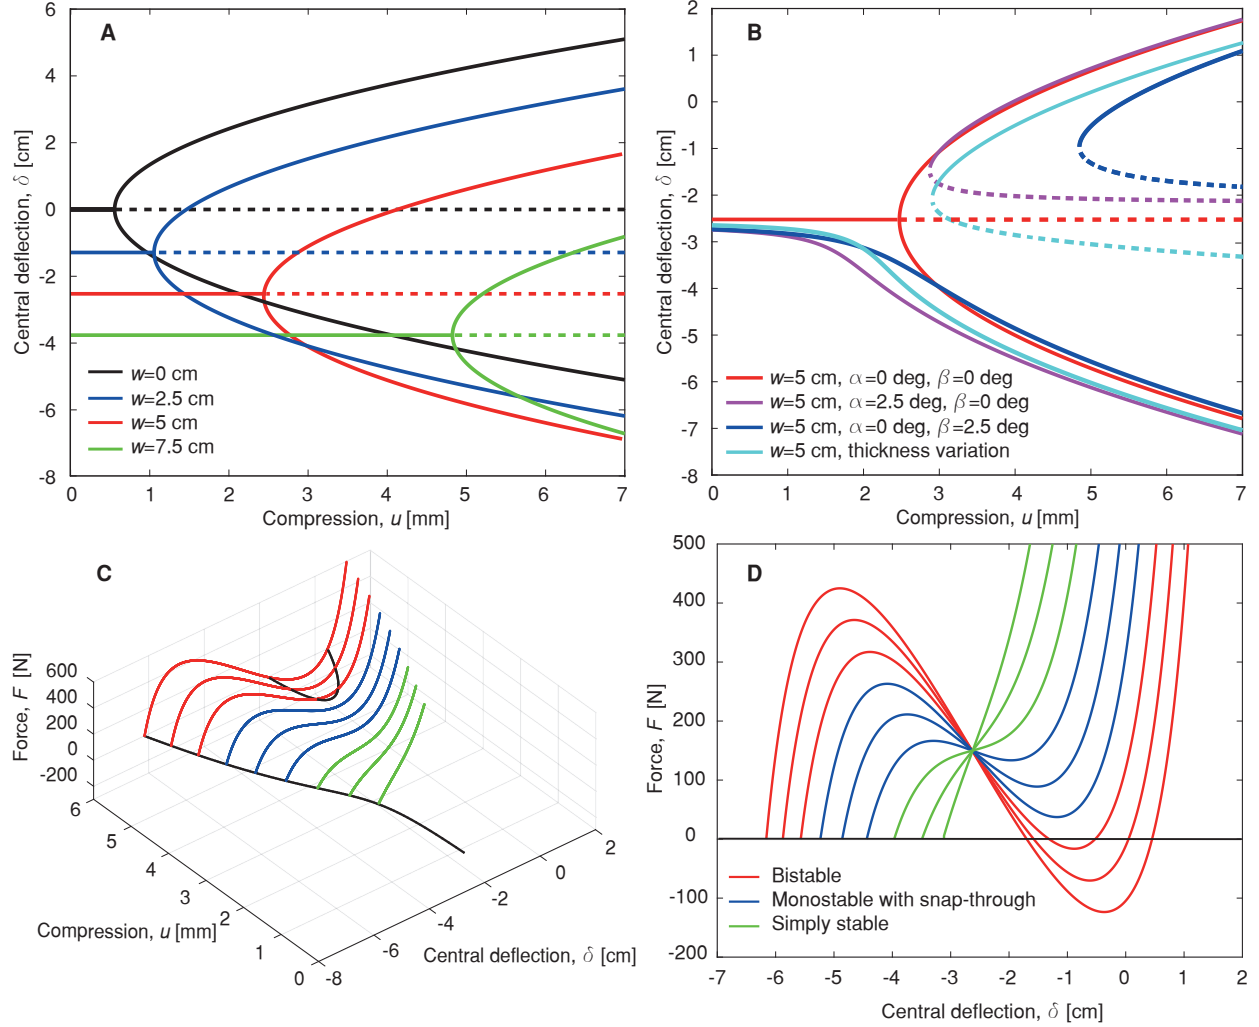 A
6
4
2
0
-2
-4
-6
-8
Central deflection, δ [cm]
w=0 cm
w=2.5 cm
w=5 cm
w=7.5 cm
0 1 2 3 4 5 6 7
Compression, u [mm]
B
2
1
0
-1
-2
-3
-4
-5
-6
-7
-8
Central deflection, δ [cm]
w=5 cm, α=0 deg, β=0 deg
w=5 cm, α=2.5 deg, β=0 deg
w=5 cm, α=0 deg, β=2.5 deg
w=5 cm, thickness variation
0 1 2 3 4 5 6 7
Compression, u [mm]
C
Force, F [N]
600
400
200
0
-200
6
5
4
3
2
1
0
Compression, u [mm]
-8
-6
-4
-2
0
2
Central deflection, δ [cm]
D
500
400
300
200
100
0
-100
-200
Force, F [N]
Bistable
Monostable with snap-through
Simply stable
-7 -6 -5 -4 -3 -2 -1 0 1 2
Central deflection, δ [cm]